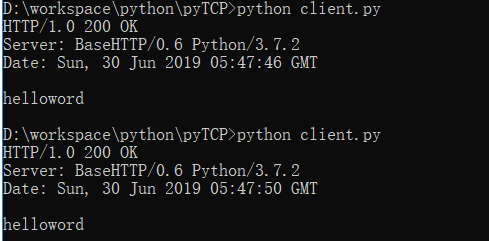 D:\workspace\python\pyTCP>python client.py
HTTP/1.0 200 OK
Server: BaseHTTP/0.6 Python/3.7.2
Date: Sun, 30 Jun 2019 05:47:46 GMT
helloword
D:\workspace\python\pyTCP>python client.py
HTTP/1.0 200 OK
Server: BaseHTTP/0.6 Python/3.7.2
Date: Sun, 30 Jun 2019 05:47:50 GMT
helloword